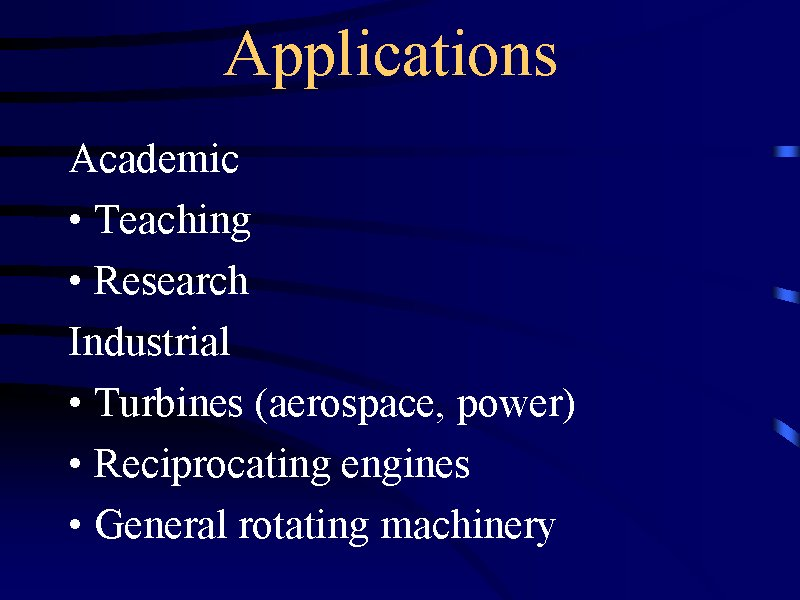 Applications
Academic
• Teaching
• Research
Industrial
• Turbines (aerospace, power)
• Reciprocating engines
• General rotating machinery